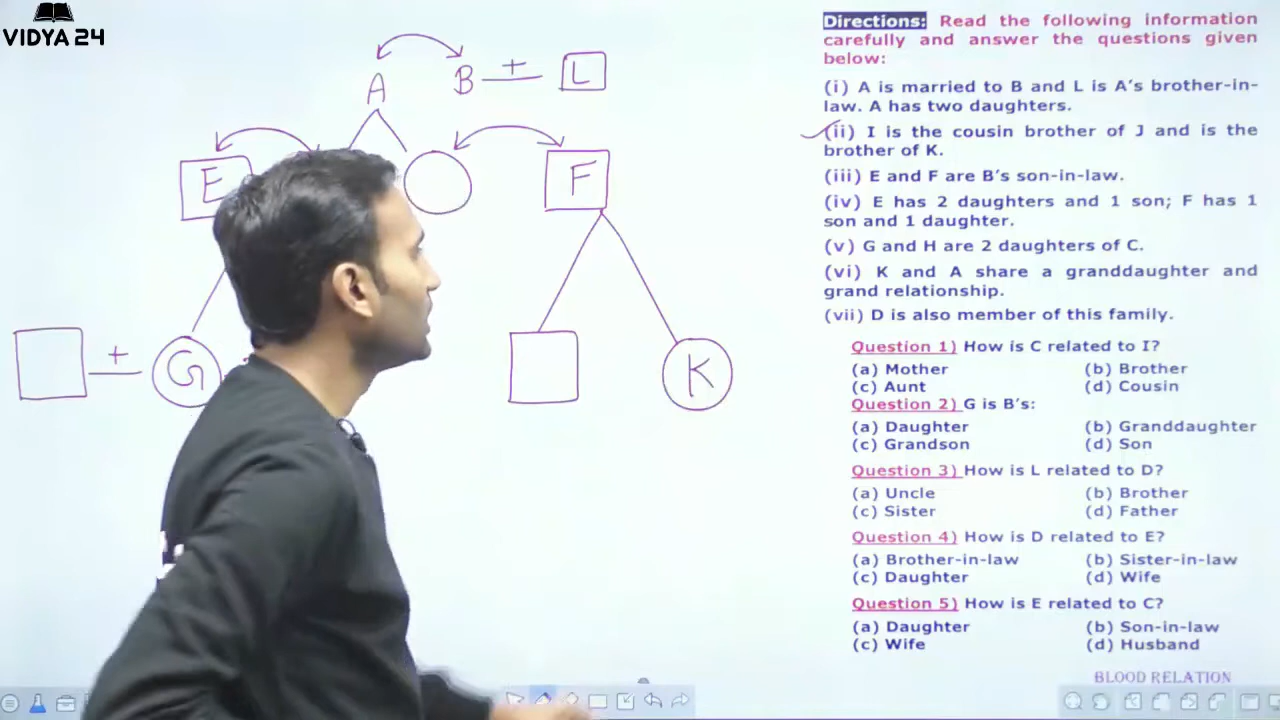 VIDYA 24
A
B
+
L
E
F
+
G
K
Directions: Read the following information
carefully and answer the questions given
below:
(i) A is married to B and L is A's brother-in-
law. A has two daughters.
(ii) I is the cousin brother of J and is the
brother of K.
(iii) E and F are B's son-in-law.
(iv) E has 2 daughters and 1 son; F has 1
son and 1 daughter.
(v) G and H are 2 daughters of C.
(vi) K and A share a granddaughter and
grand relationship.
(vii) D is also member of this family.
Question 1) How is C related to I?
(a) Mother (b) Brother
(c) Aunt (d) Cousin
Question 2) G is B's:
(a) Daughter (b) Granddaughter
(c) Grandson (d) Son
Question 3) How is L related to D?
(a) Uncle (b) Brother
(c) Sister (d) Father
Question 4) How is D related to E?
(a) Brother-in-law (b) Sister-in-law
(c) Daughter (d) Wife
Question 5) How is E related to C?
(a) Daughter (b) Son-in-law
(c) Wife (d) Husband
BLOOD RELATION